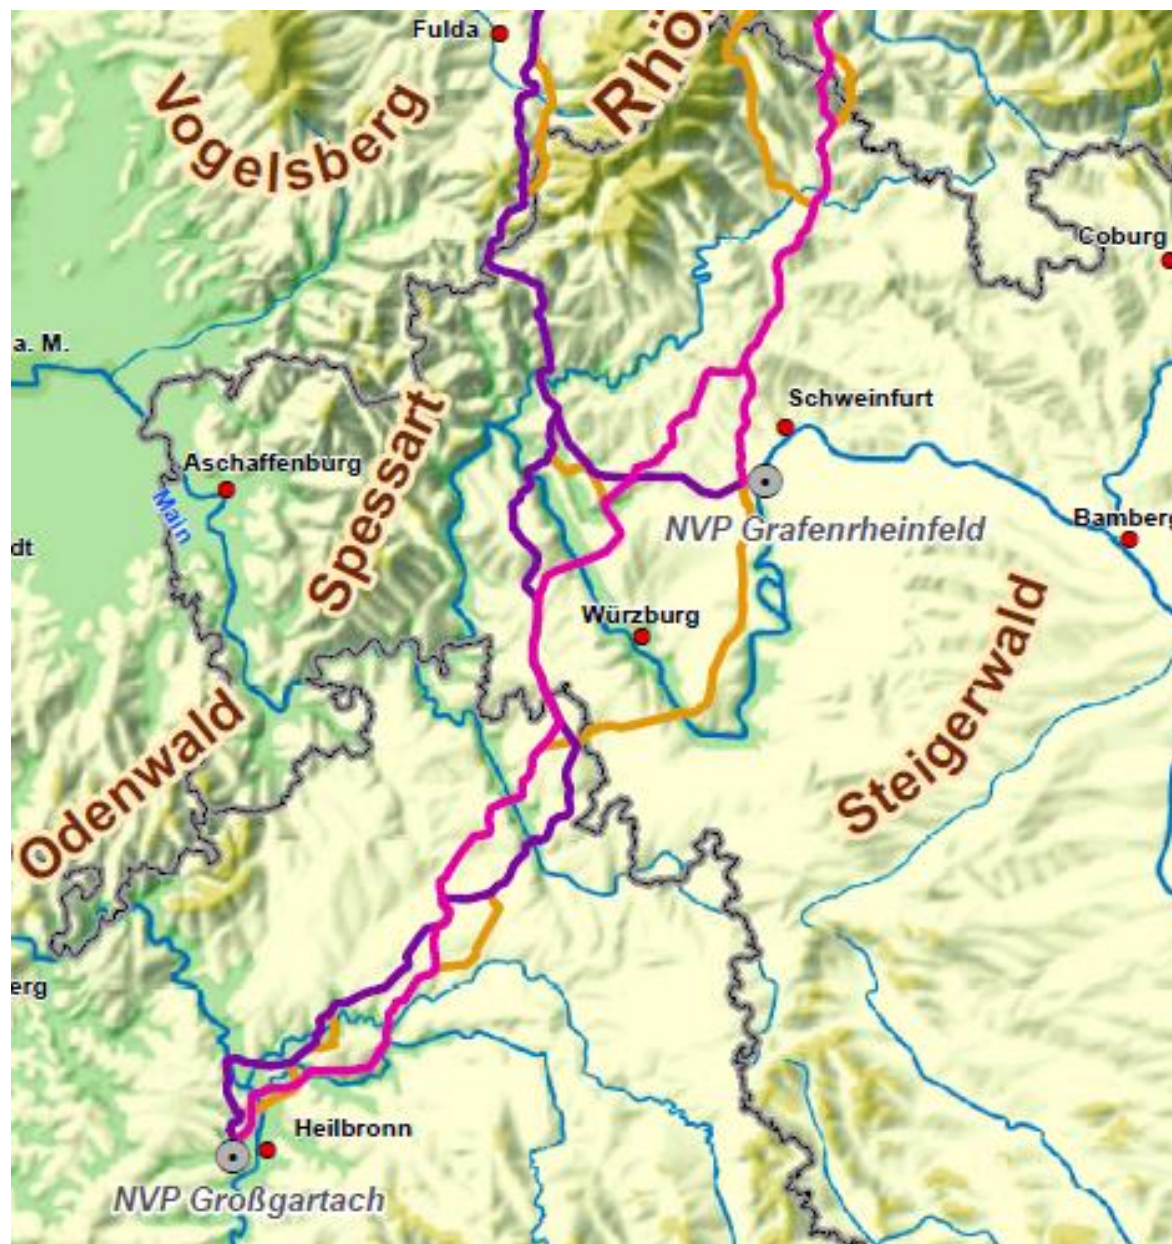 Fulda
Rhö
Vogelsberg
Coburg
a. M.
Spessart
Schweinfurt
Aschaffenburg
Main
NVP Grafenrheinfeld
Bamberg
dt
Würzburg
Steigerwald
Odenwald
erg
Heilbronn
NVP Großgartach